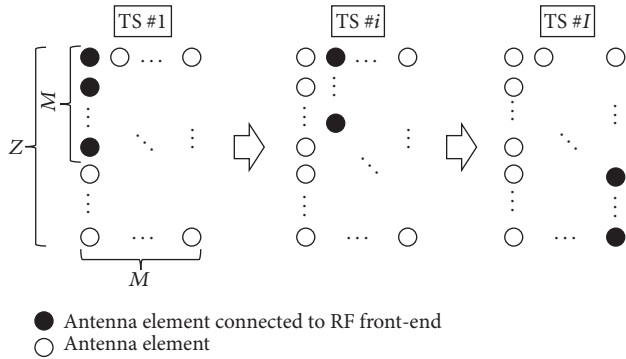 TS #1
TS #i
TS #I
M
Z
M
Antenna element connected to RF front-end
Antenna element